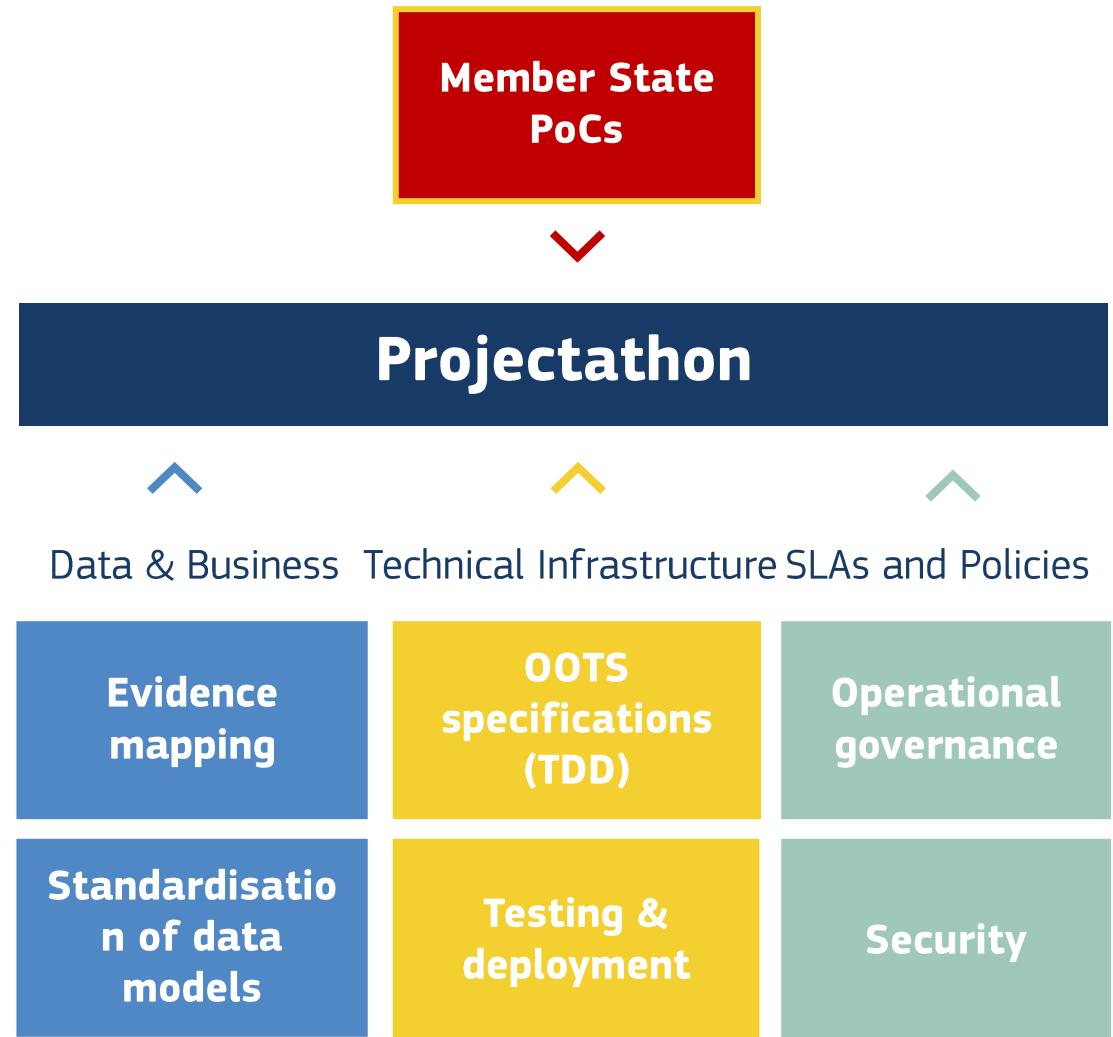 Member State
PoCs
Projectathon
Data & Business
Technical Infrastructure
SLAs and Policies
Evidence
mapping
OOTS
specifications
(TDD)
Operational
governance
Standardisatio
n of data
models
Testing &
deployment
Security